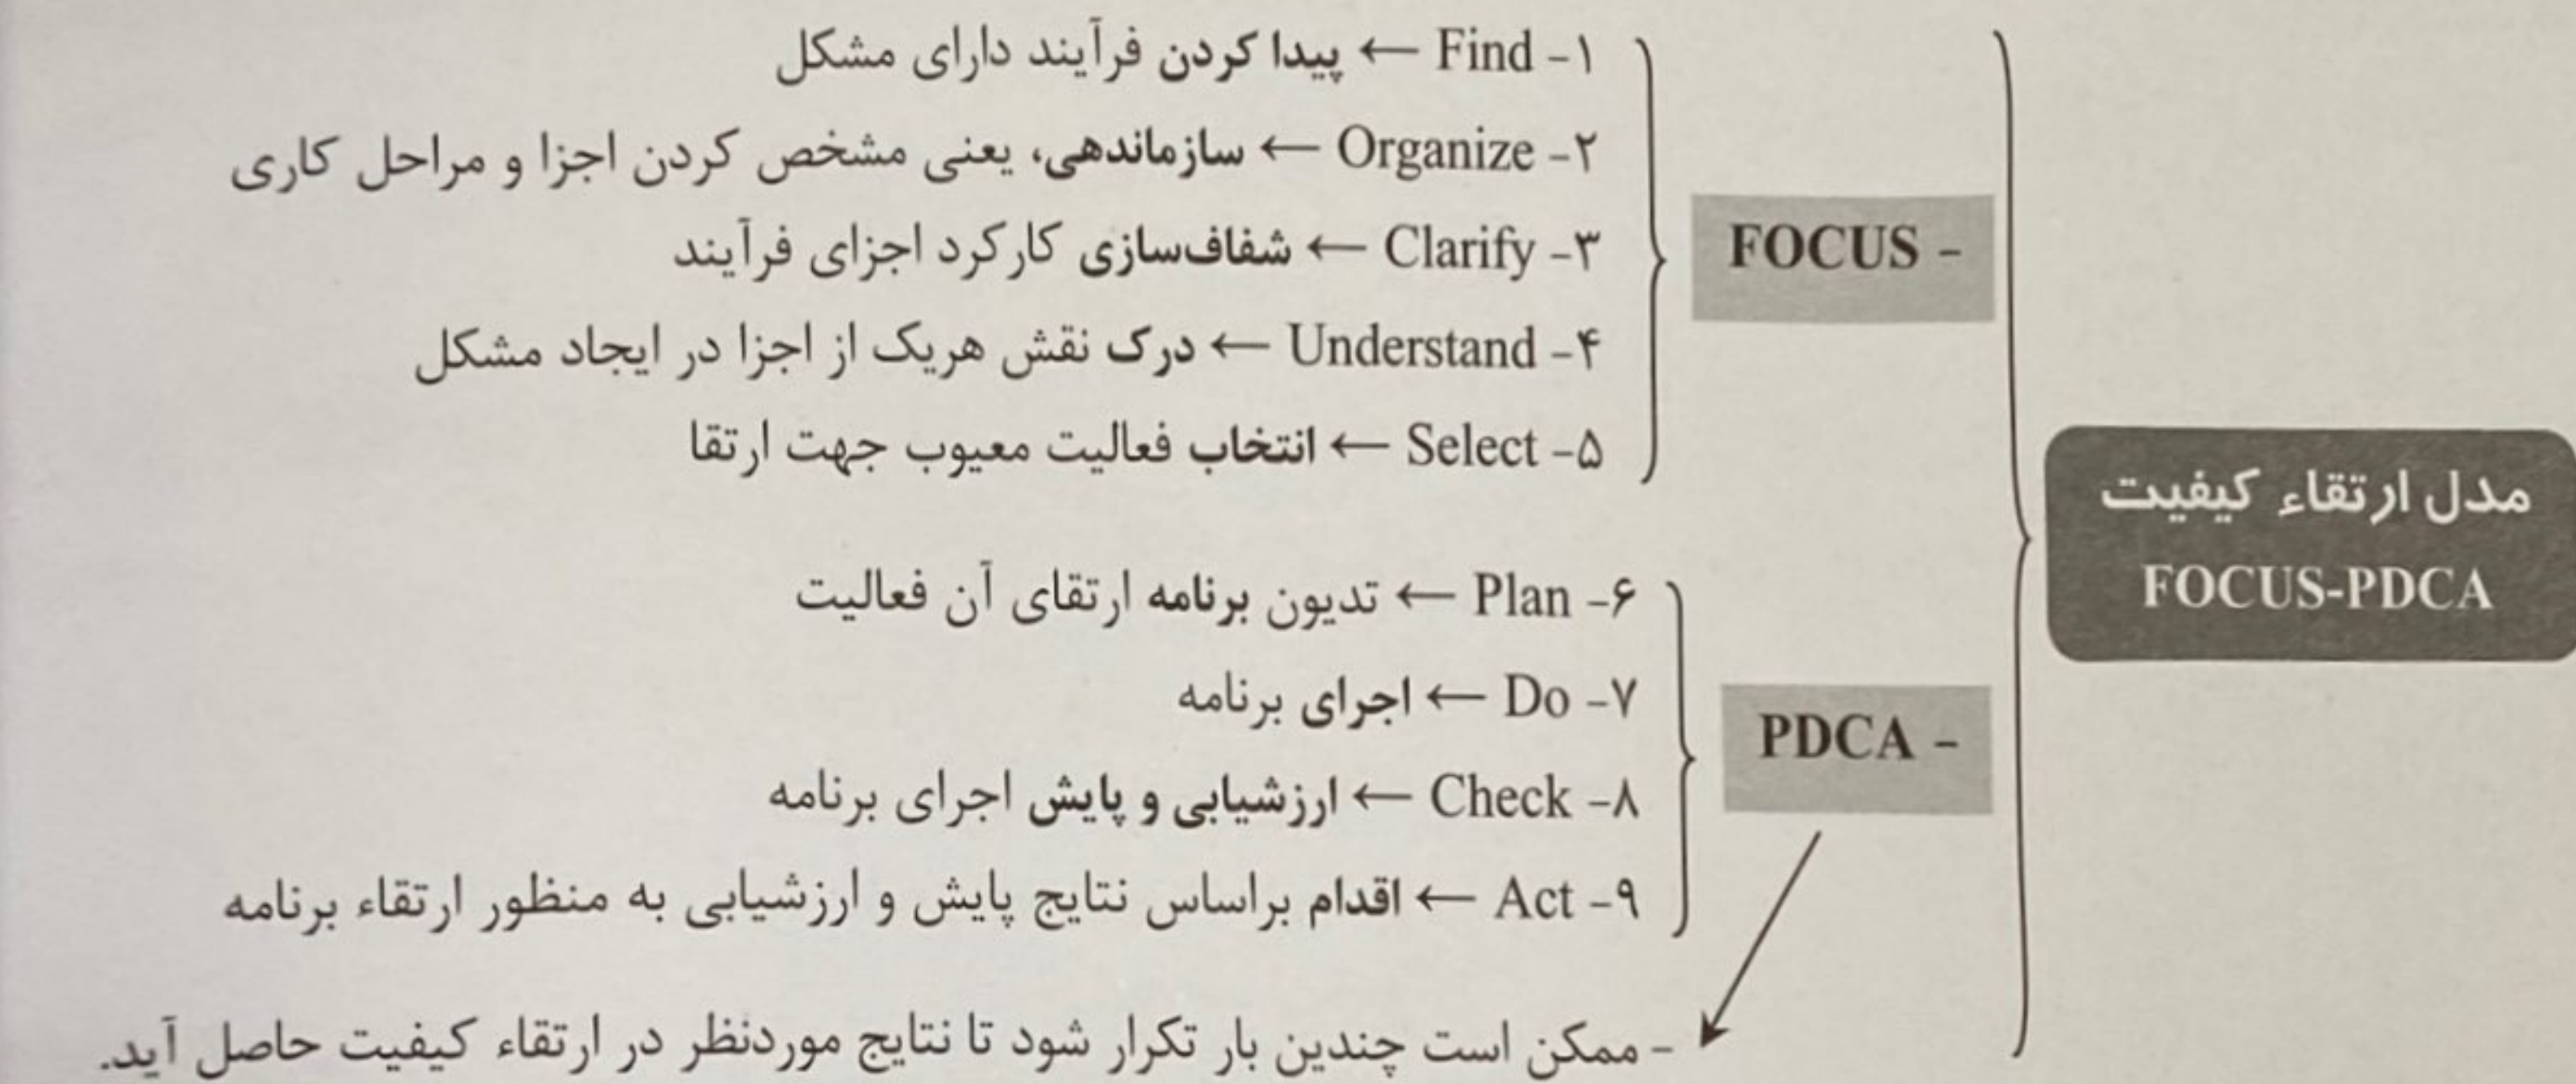 مدل ارتقاء کیفیت
FOCUS-PDCA
- FOCUS
۱- Find ← پیدا کردن فرآیند دارای مشکل
۲- Organize ← سازماندهی، یعنی مشخص کردن اجزا و مراحل کاری
۳- Clarify ← شفاف‌سازی کارکرد اجزای فرآیند
۴- Understand ← درک نقش هریک از اجزا در ایجاد مشکل
۵- Select ← انتخاب فعالیت معیوب جهت ارتقا
- PDCA
۶- Plan ← تدیون برنامه ارتقای آن فعالیت
۷- Do ← اجرای برنامه
۸- Check ← ارزشیابی و پایش اجرای برنامه
۹- Act ← اقدام براساس نتایج پایش و ارزشیابی به منظور ارتقاء برنامه
- ممکن است چندین بار تکرار شود تا نتایج موردنظر در ارتقاء کیفیت حاصل آید.